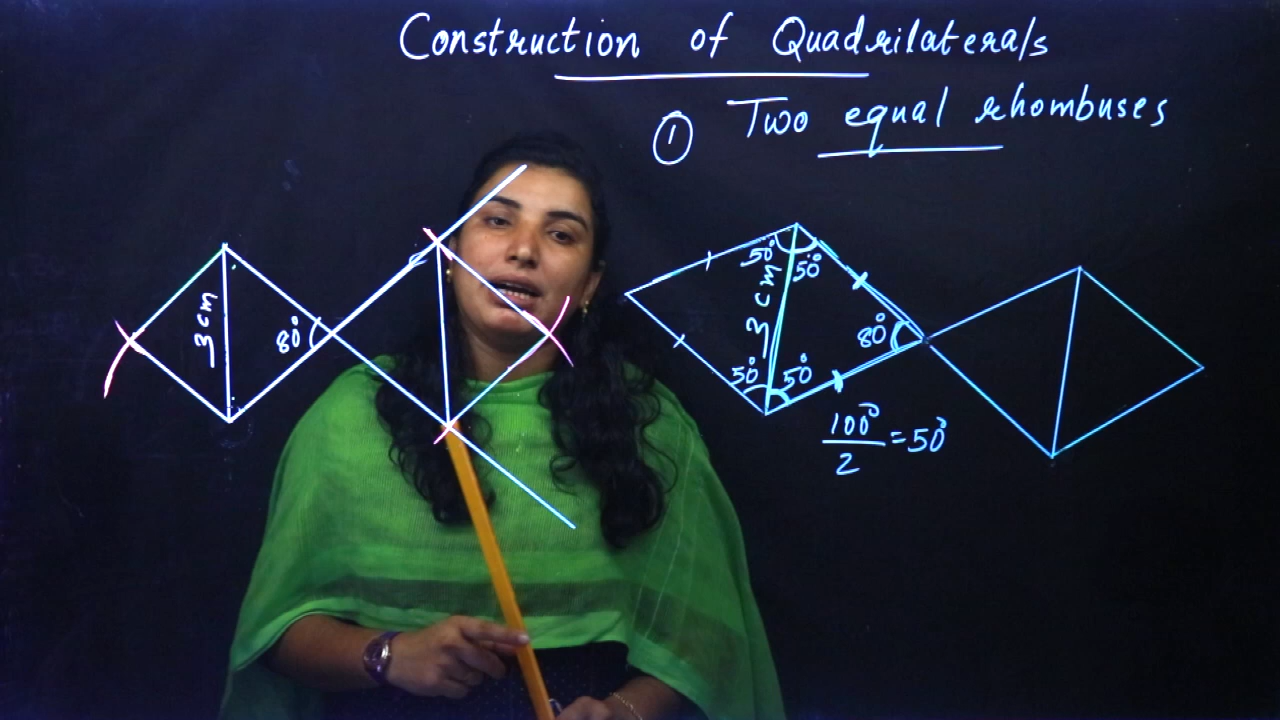 Construction of Quadrilaterals
① Two equal rhombuses
3cm
80°
50°
50°
3cm
80°
50°
50°
100°/2 = 50°